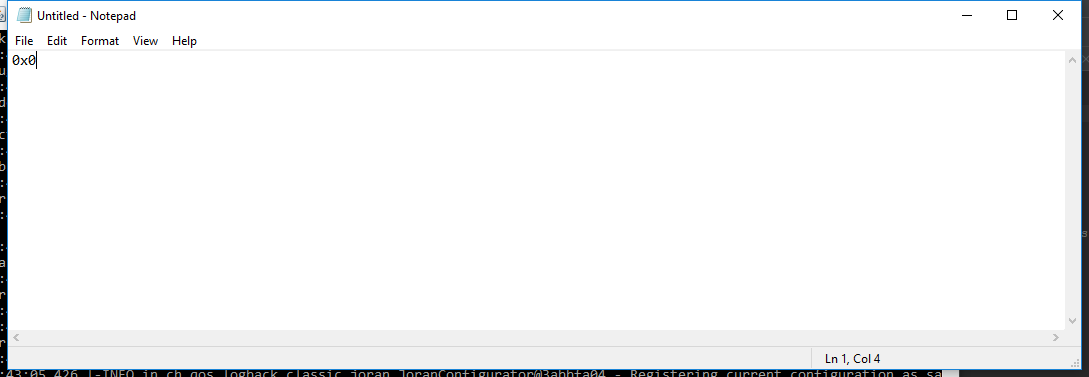 Untitled - Notepad
File Edit Format View Help
0x0
Ln 1, Col 4
:43:05,426 |-INFO in ch.qos.logback.classic.joran.JoranConfigurator@3abbfa04 - Registering current configuration as sa